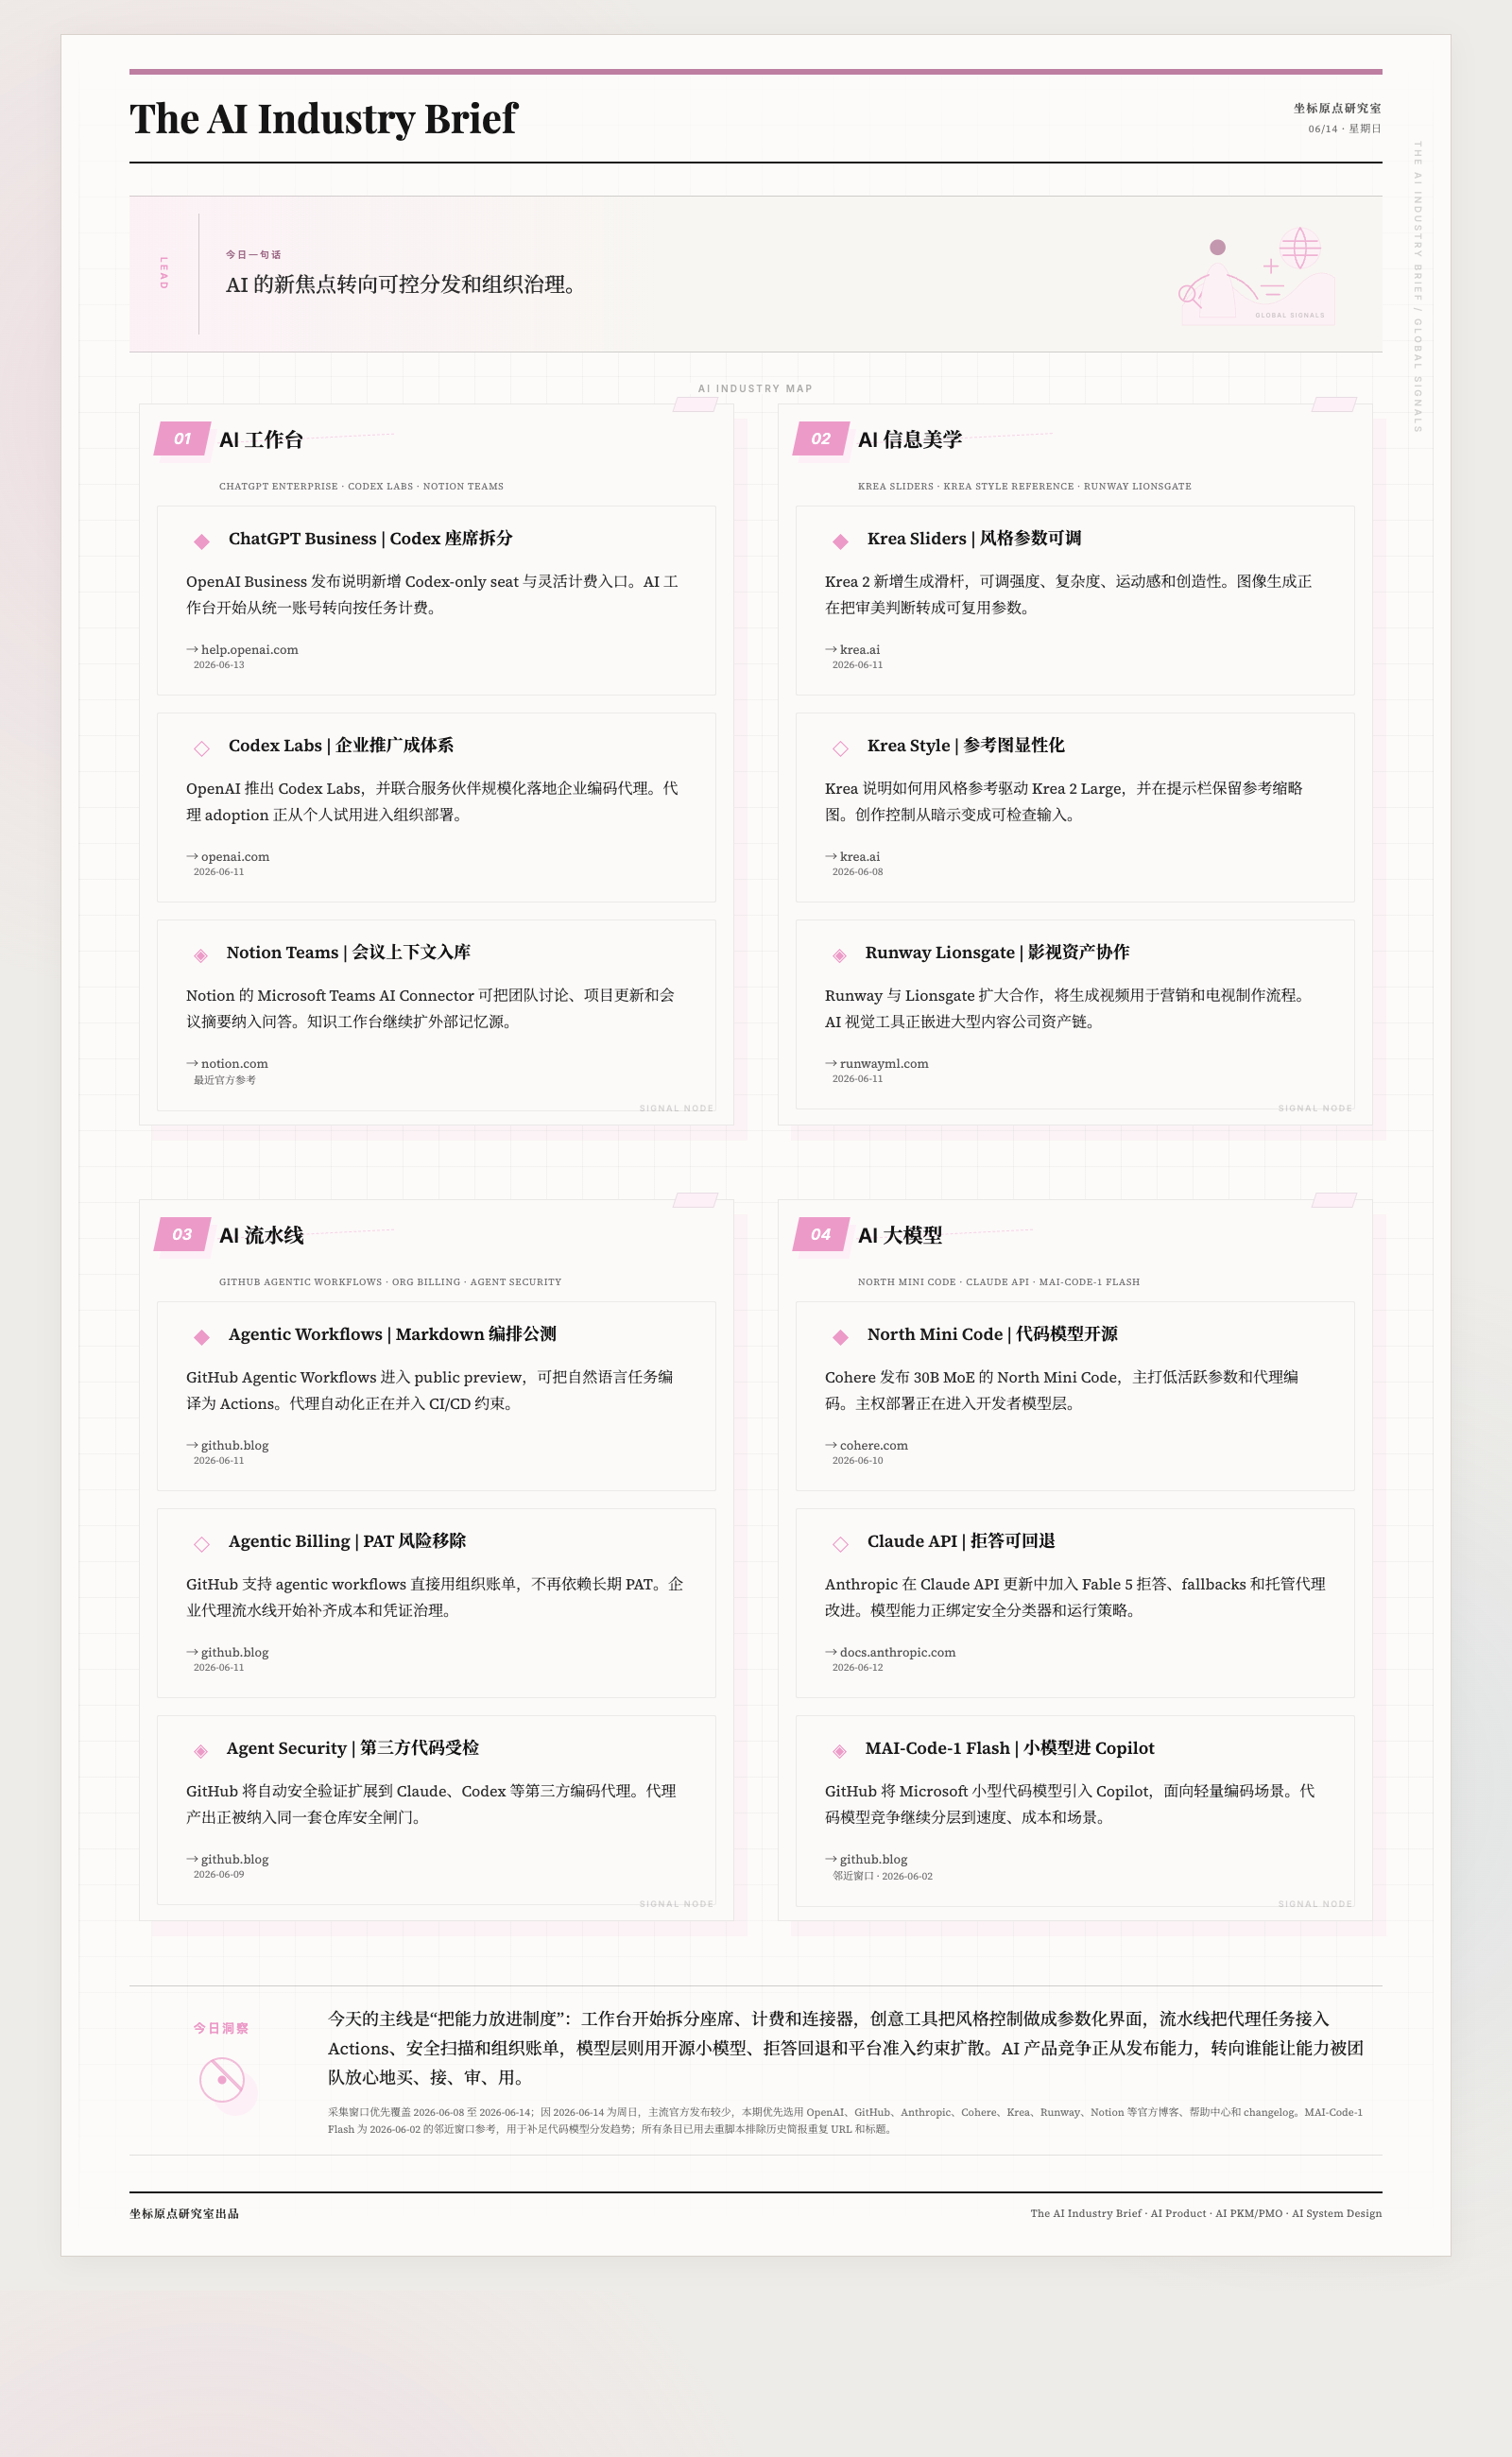 The AI Industry Brief
坐标原点研究室
06/14 · 星期日
THE AI INDUSTRY BRIEF / GLOBAL SIGNALS
LEAD
今日一句话
AI 的新焦点转向可控分发和组织治理。
GLOBAL SIGNALS
AI INDUSTRY MAP
01
AI 工作台
CHATGPT ENTERPRISE · CODEX LABS · NOTION TEAMS
◆ ChatGPT Business | Codex 座席拆分
OpenAI Business 发布说明新增 Codex-only seat 与灵活计费入口。AI 工
作台开始从统一账号转向按任务计费。
→ help.openai.com
2026-06-13
◇ Codex Labs | 企业推广成体系
OpenAI 推出 Codex Labs，并联合服务伙伴规模化落地企业编码代理。代
理 adoption 正从个人试用进入组织部署。
→ openai.com
2026-06-11
◈ Notion Teams | 会议上下文入库
Notion 的 Microsoft Teams AI Connector 可把团队讨论、项目更新和会
议摘要纳入问答。知识工作台继续扩外部记忆源。
→ notion.com
最近官方参考
SIGNAL NODE
02
AI 信息美学
KREA SLIDERS · KREA STYLE REFERENCE · RUNWAY LIONSGATE
◆ Krea Sliders | 风格参数可调
Krea 2 新增生成滑杆，可调强度、复杂度、运动感和创造性。图像生成正
在把审美判断转成可复用参数。
→ krea.ai
2026-06-11
◇ Krea Style | 参考图显性化
Krea 说明如何用风格参考驱动 Krea 2 Large，并在提示栏保留参考缩略
图。创作控制从暗示变成可检查输入。
→ krea.ai
2026-06-08
◈ Runway Lionsgate | 影视资产协作
Runway 与 Lionsgate 扩大合作，将生成视频用于营销和电视制作流程。
AI 视觉工具正嵌进大型内容公司资产链。
→ runwayml.com
2026-06-11
SIGNAL NODE
03
AI 流水线
GITHUB AGENTIC WORKFLOWS · ORG BILLING · AGENT SECURITY
◆ Agentic Workflows | Markdown 编排公测
GitHub Agentic Workflows 进入 public preview，可把自然语言任务编
译为 Actions。代理自动化正在并入 CI/CD 约束。
→ github.blog
2026-06-11
◇ Agentic Billing | PAT 风险移除
GitHub 支持 agentic workflows 直接用组织账单，不再依赖长期 PAT。企
业代理流水线开始补齐成本和凭证治理。
→ github.blog
2026-06-11
◈ Agent Security | 第三方代码受检
GitHub 将自动安全验证扩展到 Claude、Codex 等第三方编码代理。代理
产出正被纳入同一套仓库安全闸门。
→ github.blog
2026-06-09
SIGNAL NODE
04
AI 大模型
NORTH MINI CODE · CLAUDE API · MAI-CODE-1 FLASH
◆ North Mini Code | 代码模型开源
Cohere 发布 30B MoE 的 North Mini Code，主打低活跃参数和代理编
码。主权部署正在进入开发者模型层。
→ cohere.com
2026-06-10
◇ Claude API | 拒答可回退
Anthropic 在 Claude API 更新中加入 Fable 5 拒答、fallbacks 和托管代理
改进。模型能力正绑定安全分类器和运行策略。
→ docs.anthropic.com
2026-06-12
◈ MAI-Code-1 Flash | 小模型进 Copilot
GitHub 将 Microsoft 小型代码模型引入 Copilot，面向轻量编码场景。代
码模型竞争继续分层到速度、成本和场景。
→ github.blog
邻近窗口 · 2026-06-02
SIGNAL NODE
今日洞察
今天的主线是“把能力放进制度”：工作台开始拆分座席、计费和连接器，创意工具把风格控制做成参数化界面，流水线把代理任务接入
Actions、安全扫描和组织账单，模型层则用开源小模型、拒答回退和平台准入约束扩散。AI 产品竞争正从发布能力，转向谁能让能力被团
队放心地买、接、审、用。
采集窗口优先覆盖 2026-06-08 至 2026-06-14；因 2026-06-14 为周日，主流官方发布较少，本期优先选用 OpenAI、GitHub、Anthropic、Cohere、Krea、Runway、Notion 等官方博客、帮助中心和 changelog。MAI-Code-1
Flash 为 2026-06-02 的邻近窗口参考，用于补足代码模型分发趋势；所有条目已用去重脚本排除历史简报重复 URL 和标题。
坐标原点研究室出品
The AI Industry Brief · AI Product · AI PKM/PMO · AI System Design